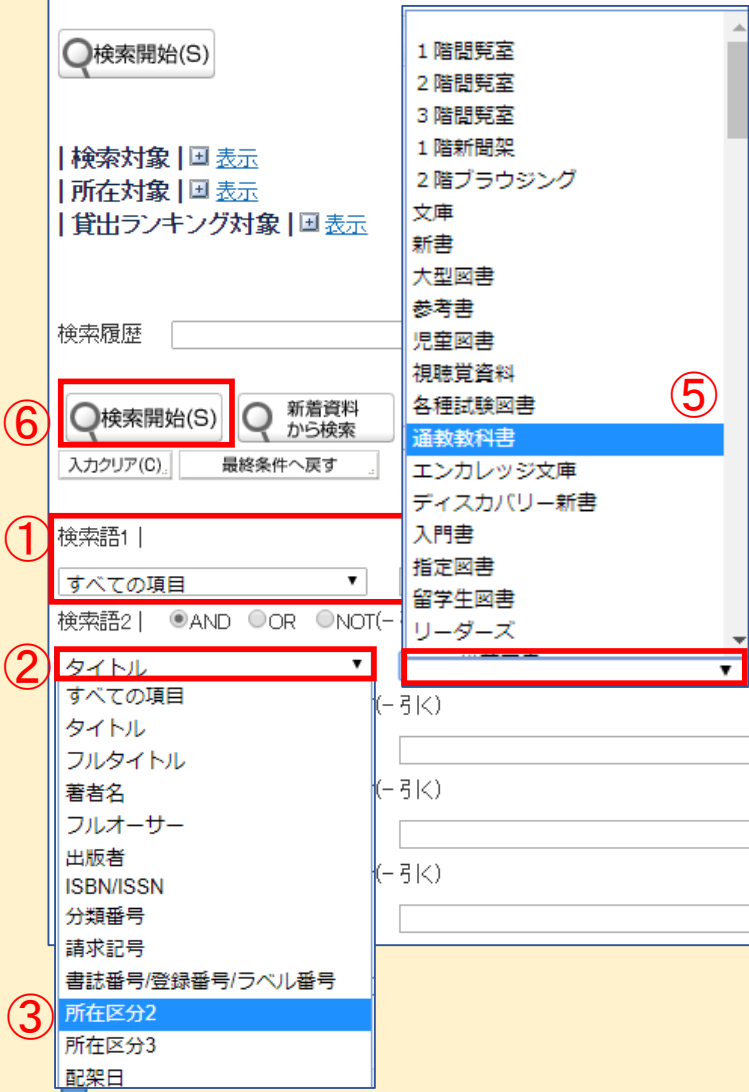 検索開始(S)
|検索対象|表示
|所在対象|表示
|貸出ランキング対象|表示
検索履歴
⑥
検索開始(S)
新着資料
から検索
入力クリア(C)
最終条件へ戻す
①
検索語1 |
すべての項目
検索語2 | AND OR NOT(-
②
タイトル
すべての項目
タイトル
フルタイトル
著者名
フルオーサー
出版者
ISBN/ISSN
分類番号
請求記号
書誌番号/登録番号/ラベル番号
③
所在区分2
所在区分3
配架日
(-引く)
(-引く)
(-引く)
1階閲覧室
2階閲覧室
3階閲覧室
1階新聞架
2階ブラウジング
文庫
新書
大型図書
参考書
児童図書
視聴覚資料
⑤
各種試験図書
通教教科書
エンカレッジ文庫
ディスカバリー新書
入門書
指定図書
留学生図書
リーダーズ